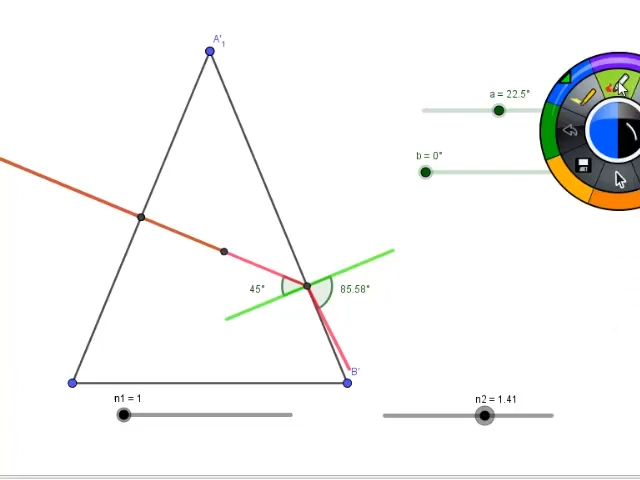 A'₁
a = 22.5°
b = 0°
45°
85.58°
B'
n1 = 1
n2 = 1.41